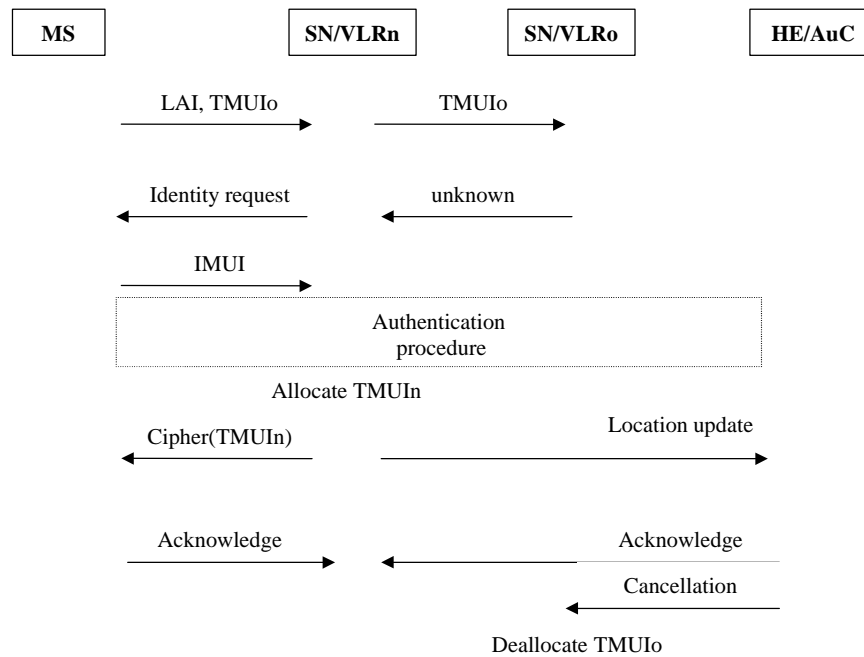 MS
SN/VLRn
SN/VLRo
HE/AuC
LAI, TMUIo
TMUIo
Identity request
unknown
IMUI
Authentication
procedure
Allocate TMUIn
Cipher(TMUIn)
Location update
Acknowledge
Acknowledge
Cancellation
Deallocate TMUIo